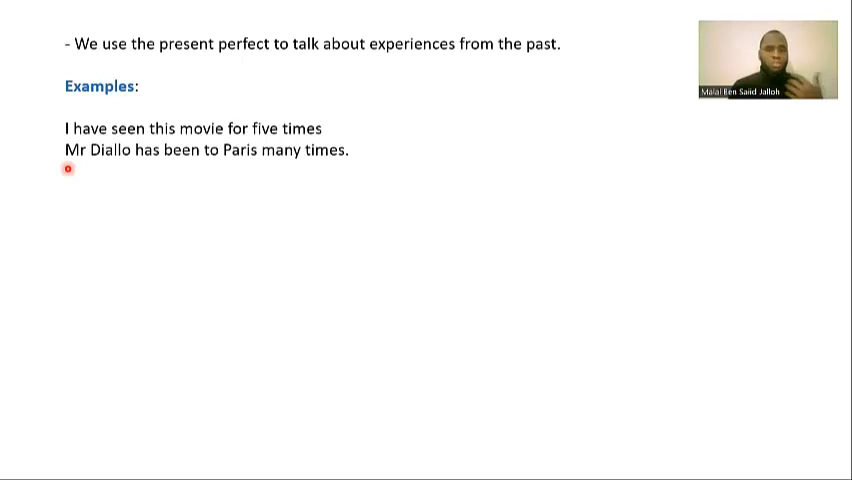 - We use the present perfect to talk about experiences from the past.
Examples:
I have seen this movie for five times
Mr Diallo has been to Paris many times.
Malal Ben Saiid Jalloh